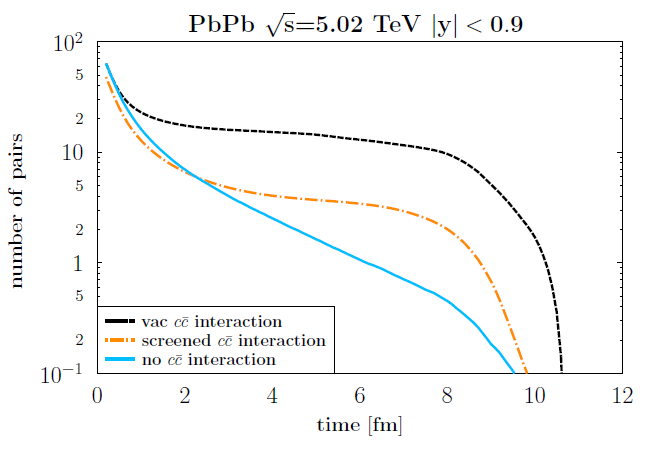 PbPb √s=5.02 TeV |y| < 0.9
number of pairs
10²
5
2
10
5
2
1
5
2
10⁻¹
vac cc̄ interaction
screened cc̄ interaction
no cc̄ interaction
0 2 4 6 8 10 12
time [fm]